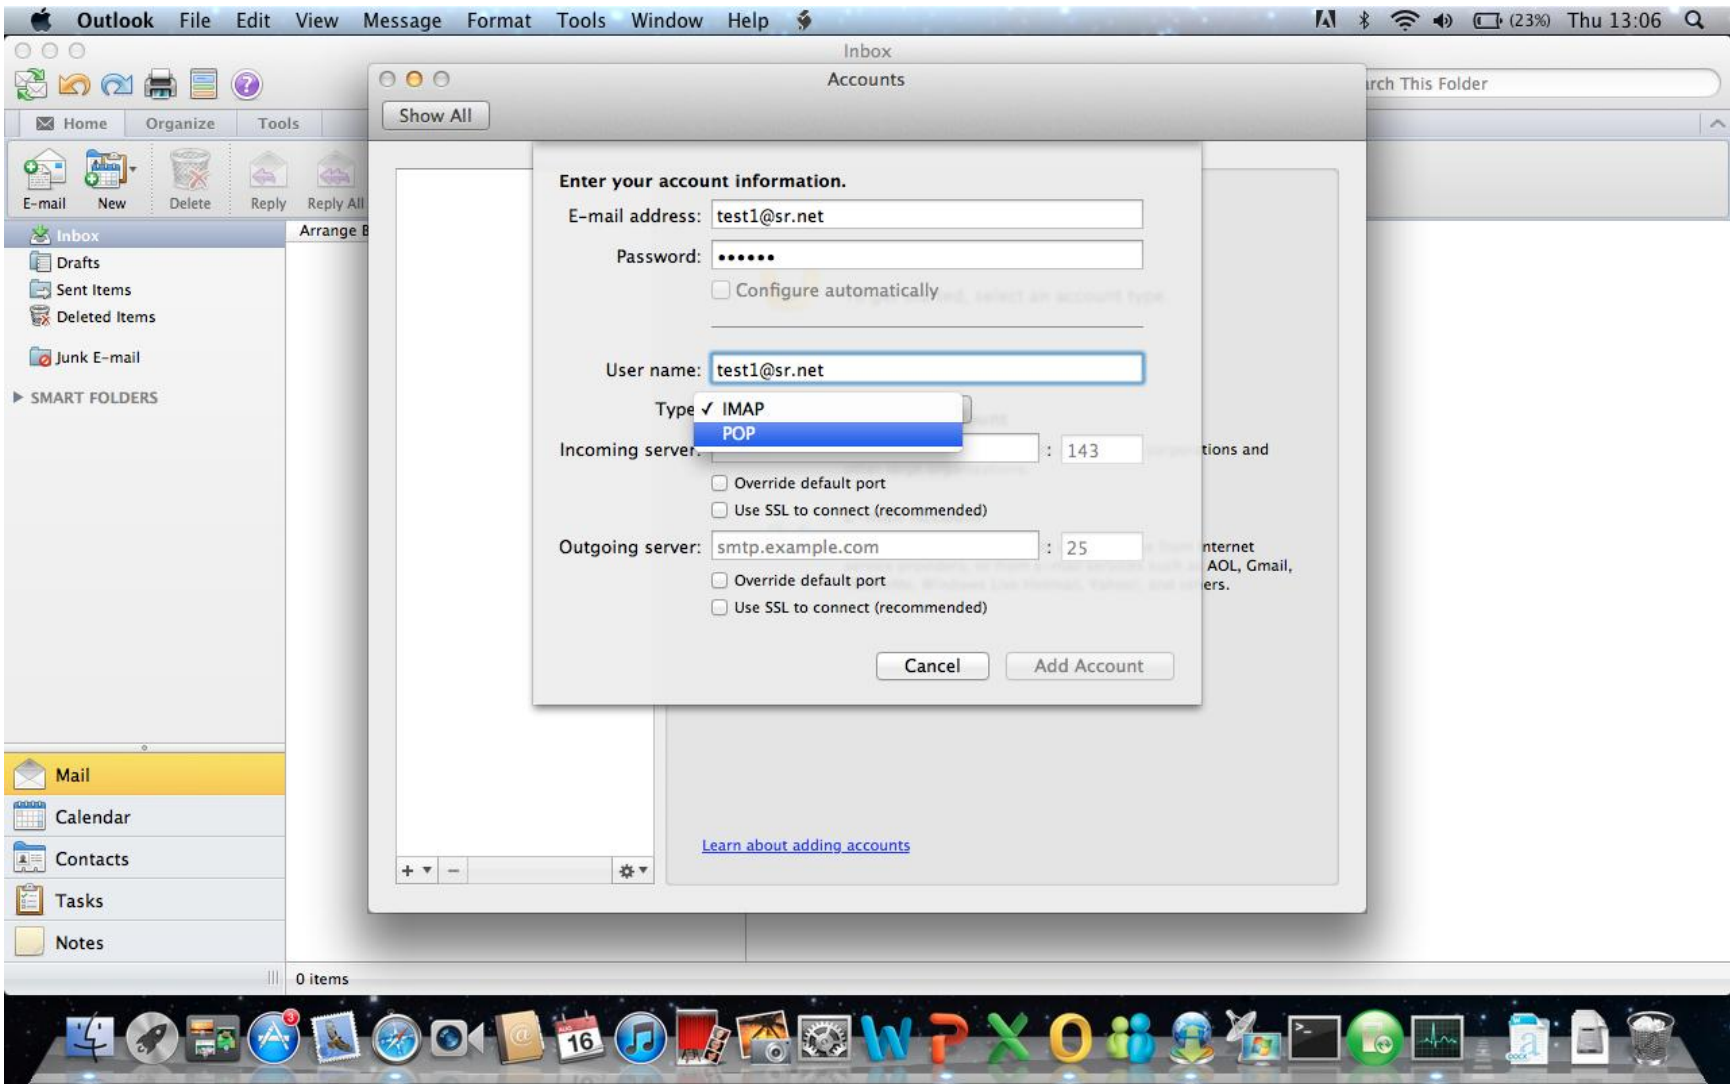 Outlook File Edit View Message Format Tools Window Help (23%) Thu 13:06
Inbox
Accounts
rch This Folder
Show All
Home Organize Tools
E-mail New Delete Reply Reply All
Inbox
Drafts
Sent Items
Deleted Items
Junk E-mail
SMART FOLDERS
Arrange B
Enter your account information.
E-mail address: test1@sr.net
Password: ••••••
Configure automatically
User name: test1@sr.net
Type ✓ IMAP
POP
Incoming server: : 143
tions and
Override default port
Use SSL to connect (recommended)
Outgoing server: smtp.example.com : 25
nternet
AOL, Gmail,
ers.
Override default port
Use SSL to connect (recommended)
Cancel Add Account
Learn about adding accounts
Mail
Calendar
Contacts
Tasks
Notes
0 items
3
AUG
16